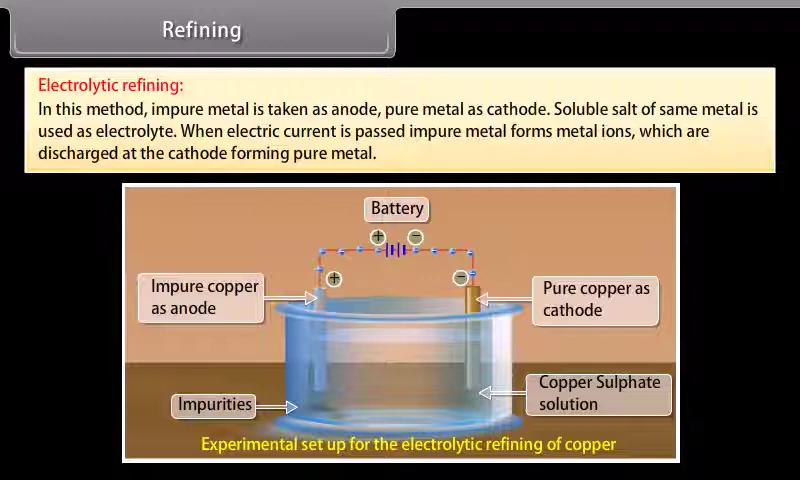 Refining
Electrolytic refining:
In this method, impure metal is taken as anode, pure metal as cathode. Soluble salt of same metal is
used as electrolyte. When electric current is passed impure metal forms metal ions, which are
discharged at the cathode forming pure metal.
Battery
+ −
+ −
Impure copper
as anode
Pure copper as
cathode
Copper Sulphate
solution
Impurities
Experimental set up for the electrolytic refining of copper